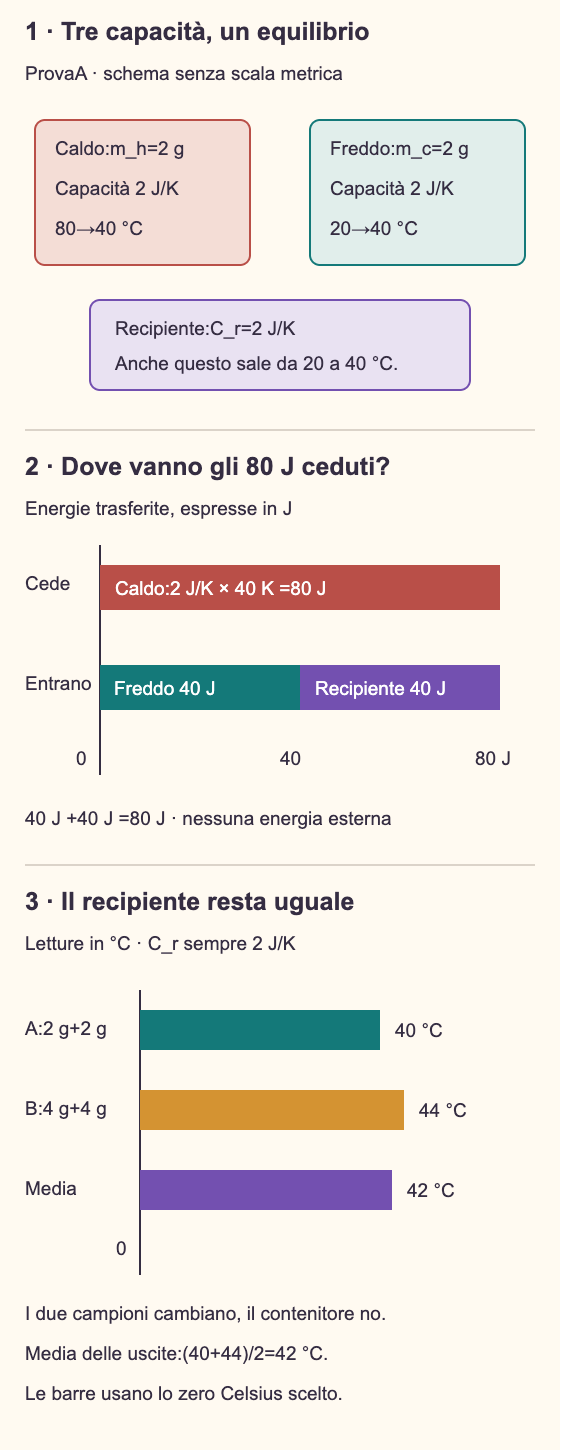 1 · Tre capacità, un equilibrio
ProvaA · schema senza scala metrica
Caldo:m_h=2 g
Capacità 2 J/K
80→40 °C
Freddo:m_c=2 g
Capacità 2 J/K
20→40 °C
Recipiente:C_r=2 J/K
Anche questo sale da 20 a 40 °C.
2 · Dove vanno gli 80 J ceduti?
Energie trasferite, espresse in J
Cede
Caldo:2 J/K × 40 K =80 J
Entrano
Freddo 40 J
Recipiente 40 J
0
40
80 J
40 J +40 J =80 J · nessuna energia esterna
3 · Il recipiente resta uguale
Letture in °C · C_r sempre 2 J/K
A:2 g+2 g
40 °C
B:4 g+4 g
44 °C
Media
42 °C
0
I due campioni cambiano, il contenitore no.
Media delle uscite:(40+44)/2=42 °C.
Le barre usano lo zero Celsius scelto.